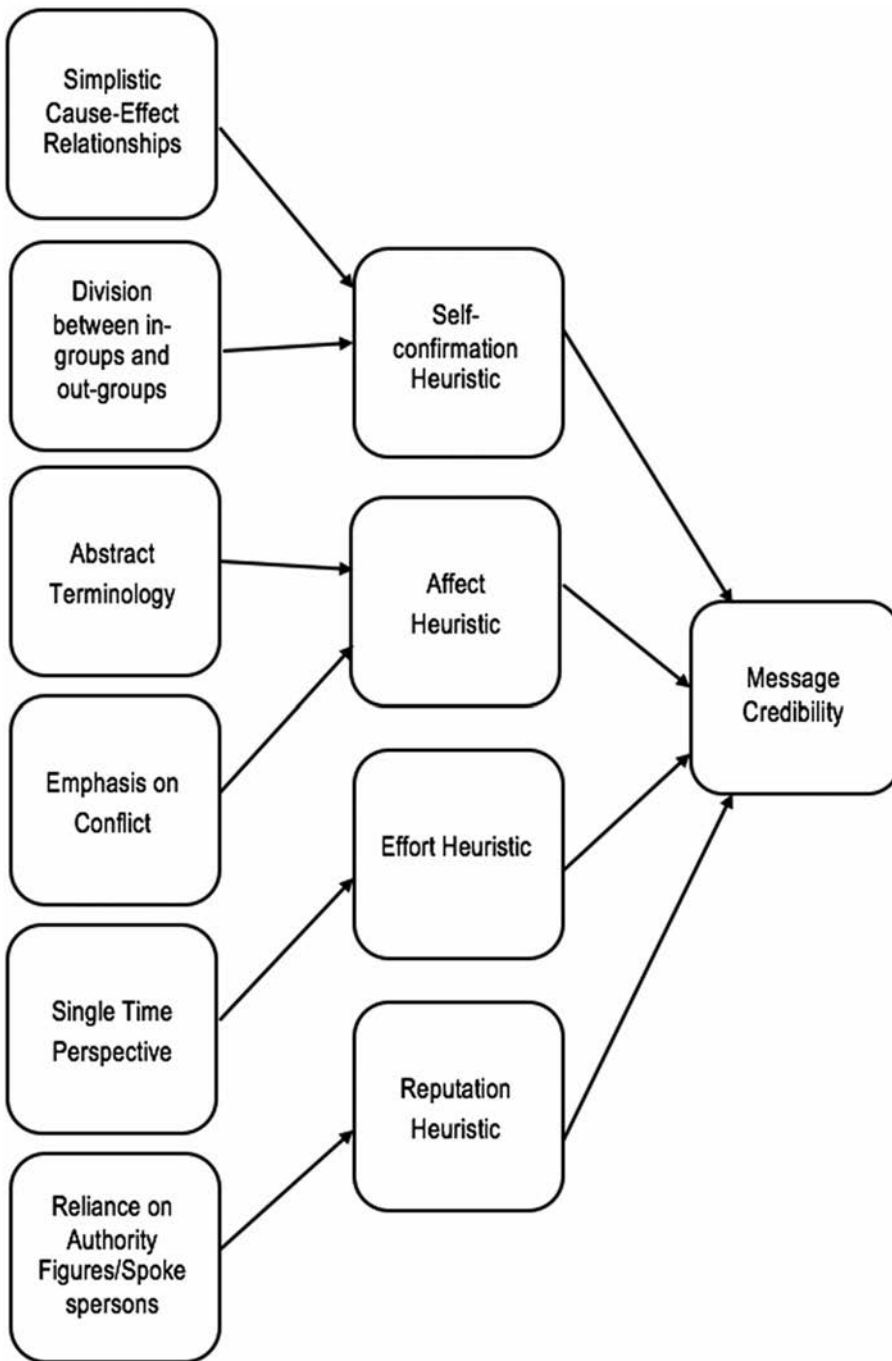 Simplistic
Cause-Effect
Relationships
Division
between in-
groups and
out-groups
Self-
confirmation
Heuristic
Abstract
Terminology
Affect
Heuristic
Message
Credibility
Emphasis on
Conflict
Effort Heuristic
Single Time
Perspective
Reputation
Heuristic
Reliance on
Authority
Figures/Spoke
spersons